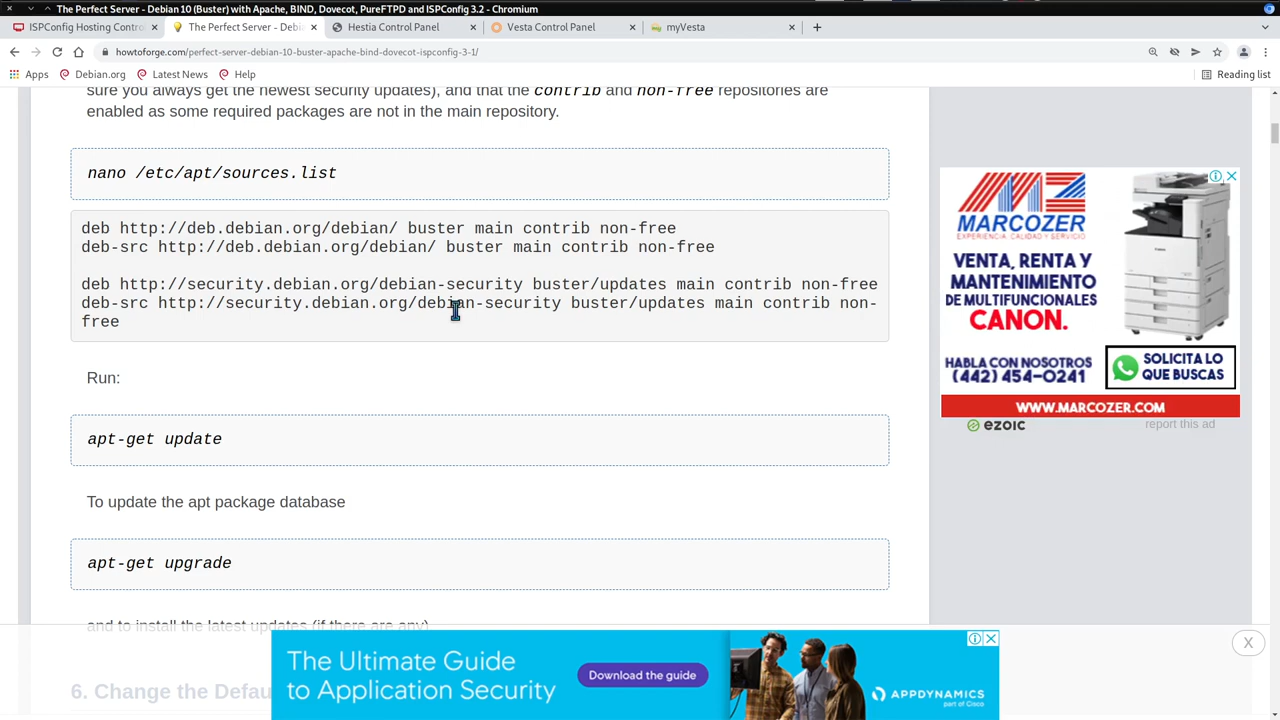 The Perfect Server - Debian 10 (Buster) with Apache, BIND, Dovecot, PureFTPD and ISPConfig 3.2 - Chromium
ISPConfig Hosting Contro
The Perfect Server - Debia
Hestia Control Panel
Vesta Control Panel
myVesta
howtoforge.com/perfect-server-debian-10-buster-apache-bind-dovecot-ispconfig-3-1/
Apps
Debian.org
Latest News
Help
Reading list
sure you always get the newest security updates), and that the contrib and non-free repositories are
enabled as some required packages are not in the main repository.
nano /etc/apt/sources.list
deb http://deb.debian.org/debian/ buster main contrib non-free
deb-src http://deb.debian.org/debian/ buster main contrib non-free
deb http://security.debian.org/debian-security buster/updates main contrib non-free
deb-src http://security.debian.org/debian-security buster/updates main contrib non-
free
Run:
apt-get update
To update the apt package database
apt-get upgrade
and to install the latest updates (if there are any)
6. Change the Defau
MZ
MARCOZER
EXPERIENCIA, CALIDAD Y SERVICIO
VENTA, RENTA Y
MANTENIMIENTO
DE MULTIFUNCIONALES
CANON.
HABLA CON NOSOTROS
(442) 454-0241
SOLICITA LO
QUE BUSCAS
WWW.MARCOZER.COM
ezoic
report this ad
The Ultimate Guide
to Application Security
Download the guide
APPDYNAMICS
part of Cisco
X